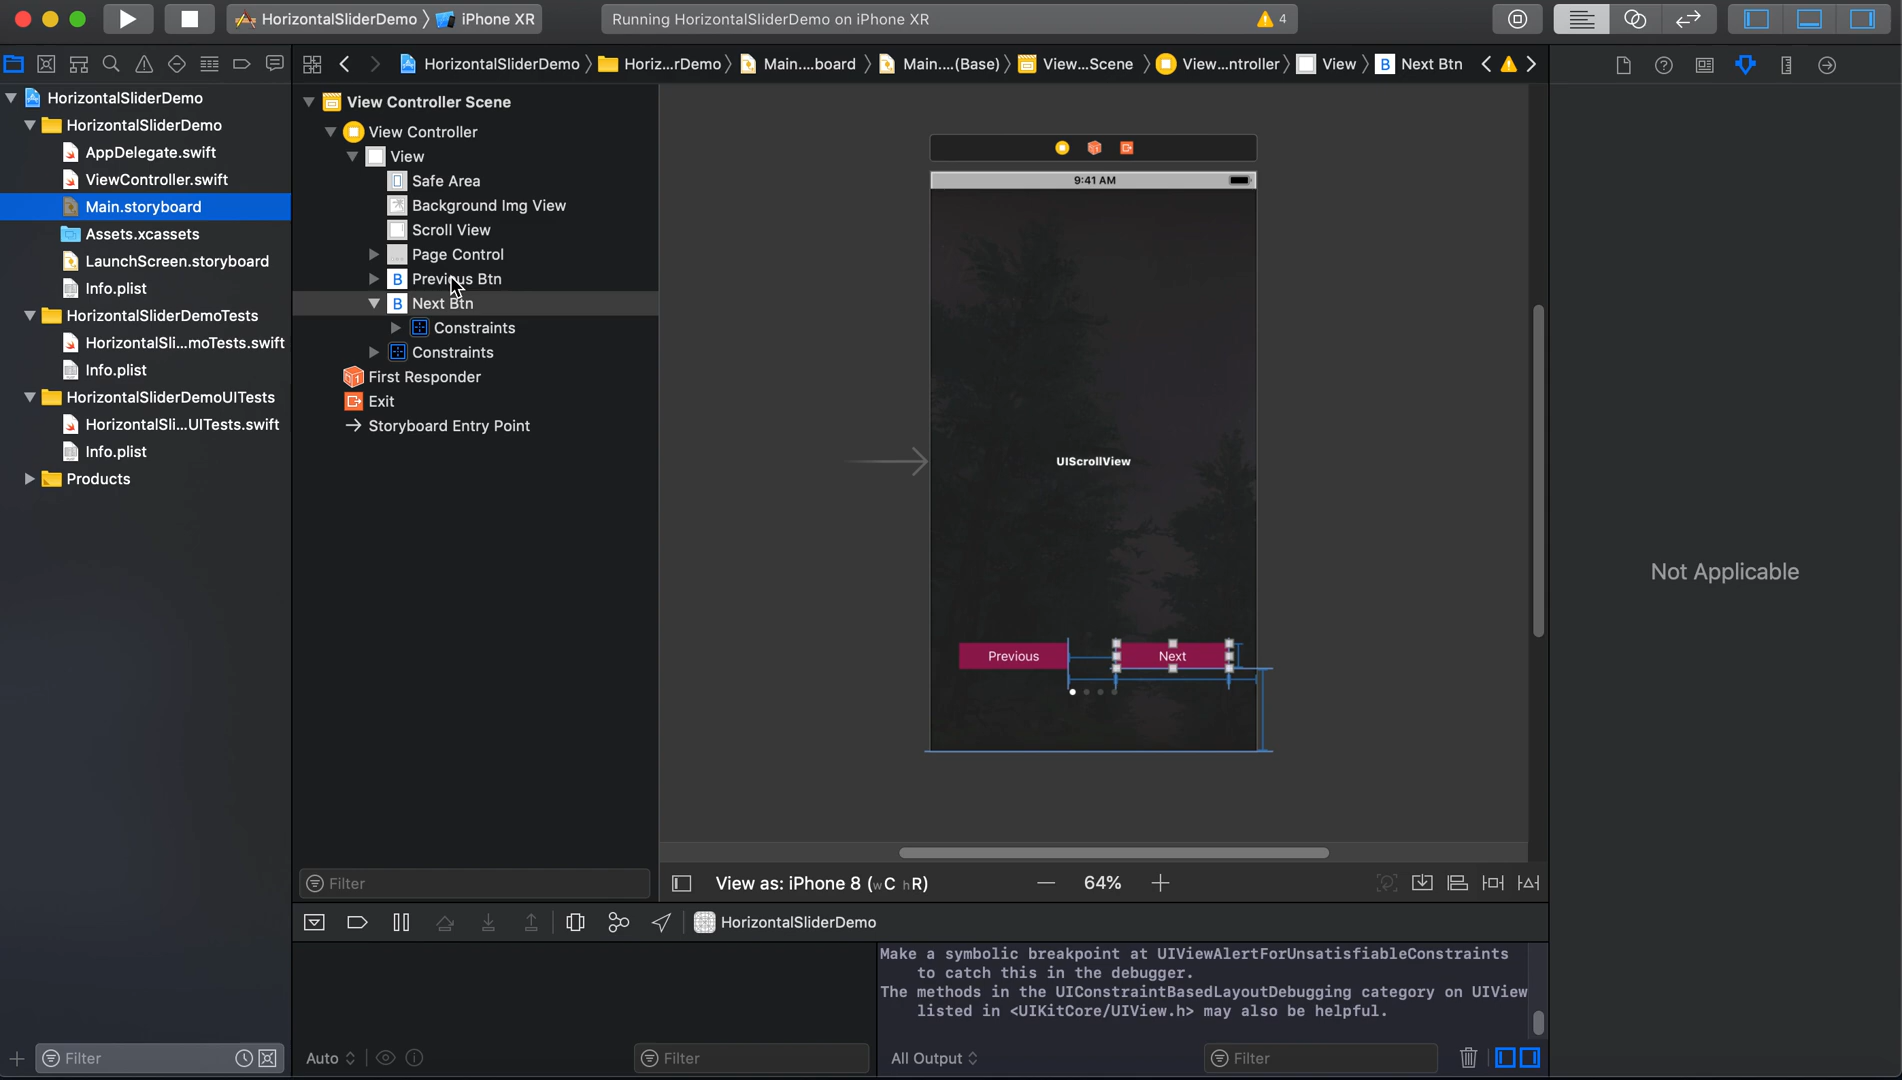 HorizontalSliderDemo 〉 iPhone XR
Running HorizontalSliderDemo on iPhone XR
4
HorizontalSliderDemo 〉 Horiz...rDemo 〉 Main....board 〉 Main....(Base) 〉 View...Scene 〉 View...ntroller 〉 View 〉 B Next Btn
HorizontalSliderDemo
HorizontalSliderDemo
AppDelegate.swift
ViewController.swift
Main.storyboard
Assets.xcassets
LaunchScreen.storyboard
Info.plist
HorizontalSliderDemoTests
HorizontalSli...moTests.swift
Info.plist
HorizontalSliderDemoUITests
HorizontalSli...UITests.swift
Info.plist
Products
Filter
View Controller Scene
View Controller
View
Safe Area
Background Img View
Scroll View
Page Control
B Previous Btn
B Next Btn
Constraints
Constraints
First Responder
Exit
Storyboard Entry Point
Filter
9:41 AM
UIScrollView
Previous
Next
View as: iPhone 8 (wC hR)
64%
Not Applicable
HorizontalSliderDemo
Make a symbolic breakpoint at UIViewAlertForUnsatisfiableConstraints
to catch this in the debugger.
The methods in the UIConstraintBasedLayoutDebugging category on UIView
listed in <UIKitCore/UIView.h> may also be helpful.
Auto
Filter
All Output
Filter